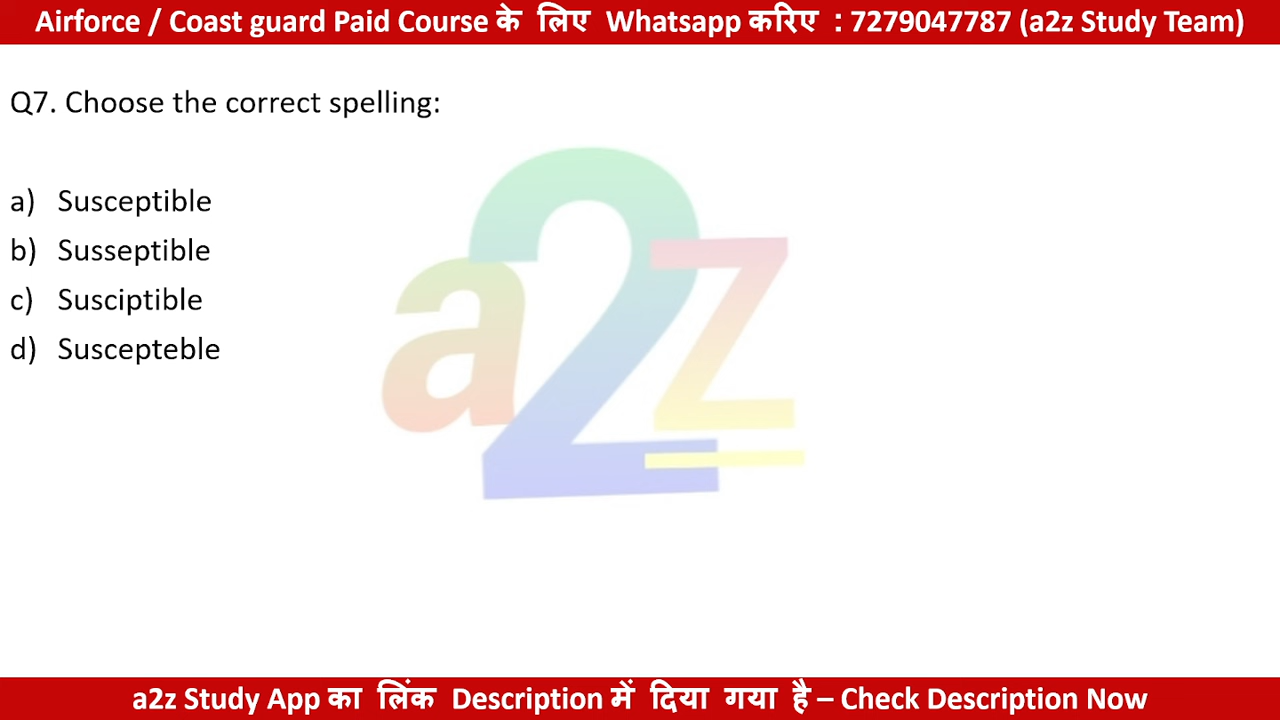 Airforce / Coast guard Paid Course के लिए Whatsapp करिए : 7279047787 (a2z Study Team)
Q7. Choose the correct spelling:
a) Susceptible
b) Susseptible
c) Susciptible
d) Suscepteble
a2z
a2z Study App का लिंक Description में दिया गया है – Check Description Now